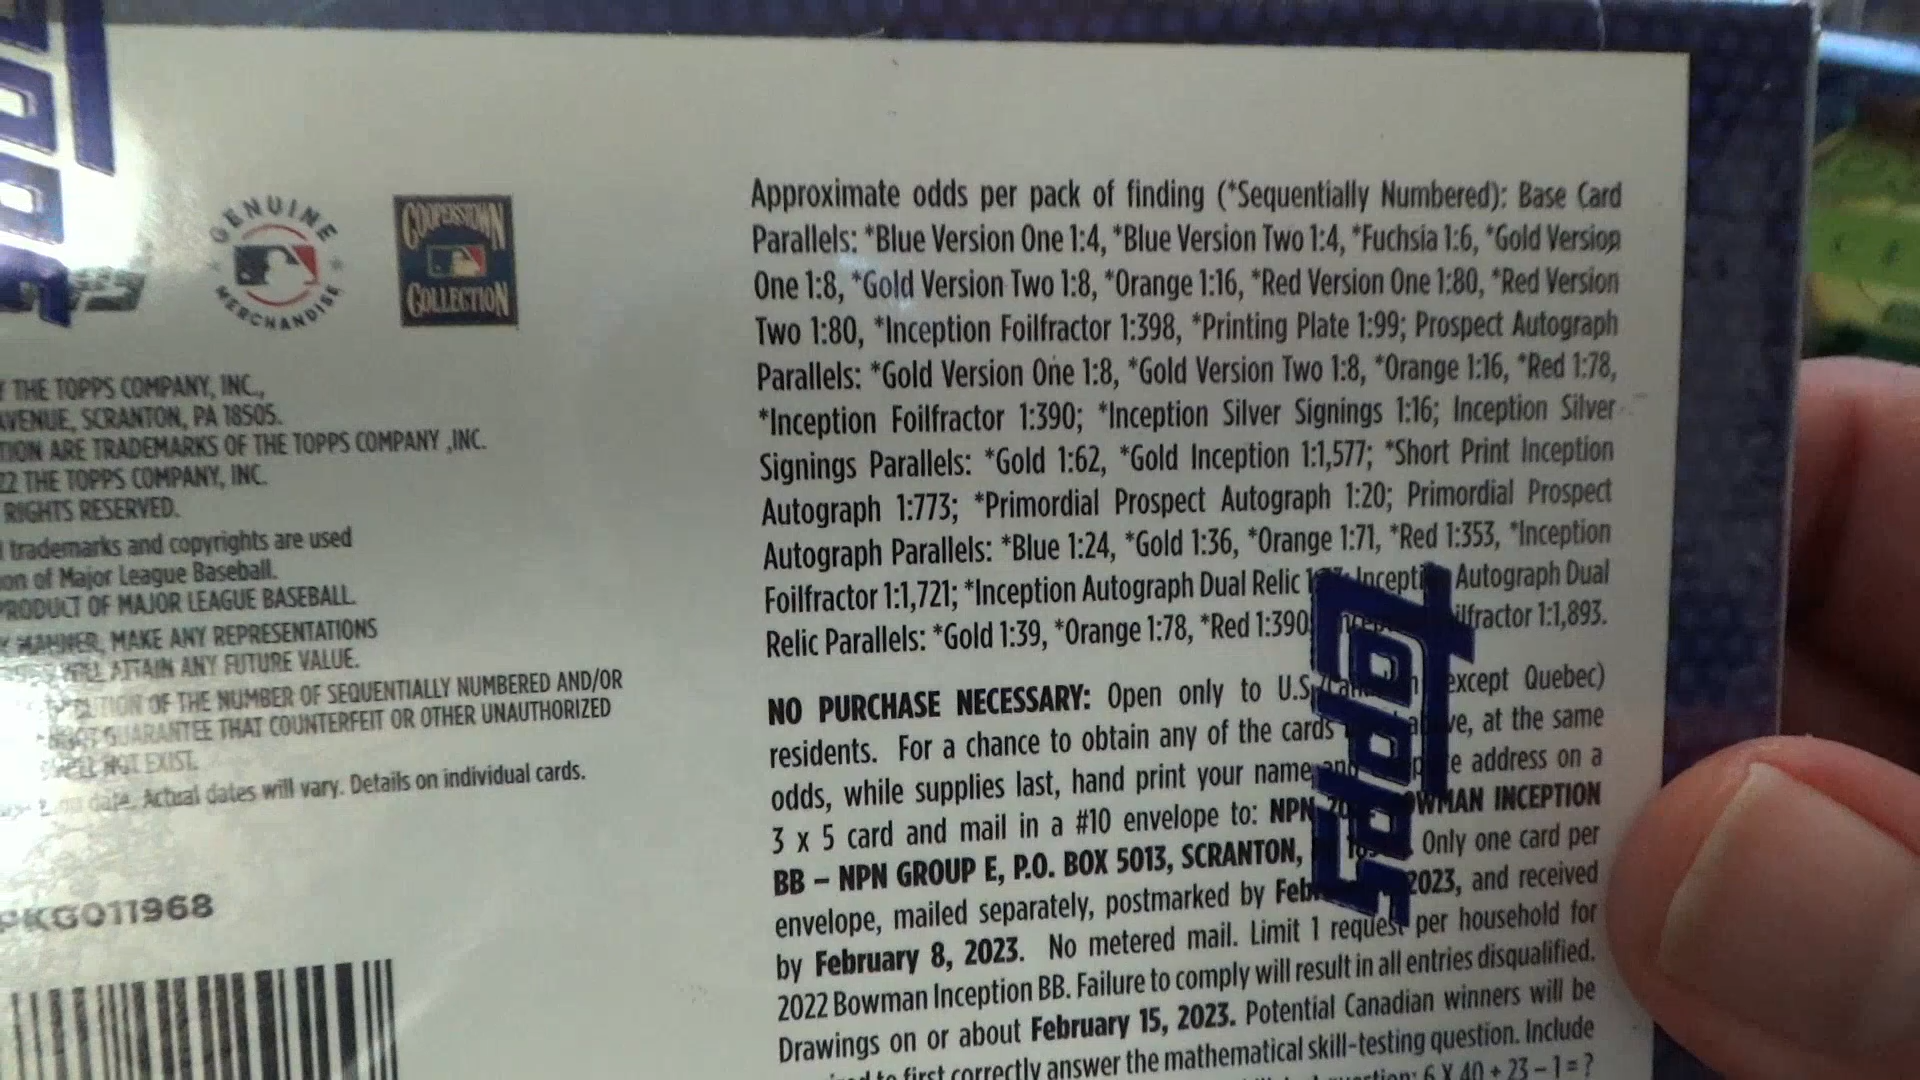 GENUINE
MERCHANDISE
COOPERSTOWN
COLLECTION
THE TOPPS COMPANY, INC.,
AVENUE, SCRANTON, PA 18505.
ARE TRADEMARKS OF THE TOPPS COMPANY ,INC.
THE TOPPS COMPANY, INC.
RIGHTS RESERVED.
trademarks and copyrights are used
of Major League Baseball.
PRODUCT OF MAJOR LEAGUE BASEBALL.
MANNER, MAKE ANY REPRESENTATIONS
WILL ATTAIN ANY FUTURE VALUE.
OF THE NUMBER OF SEQUENTIALLY NUMBERED AND/OR
GUARANTEE THAT COUNTERFEIT OR OTHER UNAUTHORIZED
NOT EXIST.
date. Actual dates will vary. Details on individual cards.
PKG011968
Approximate odds per pack of finding (*Sequentially Numbered): Base Card
Parallels: *Blue Version One 1:4, *Blue Version Two 1:4, *Fuchsia 1:6, *Gold Version
One 1:8, *Gold Version Two 1:8, *Orange 1:16, *Red Version One 1:80, *Red Version
Two 1:80, *Inception Foilfractor 1:398, *Printing Plate 1:99; Prospect Autograph
Parallels: *Gold Version One 1:8, *Gold Version Two 1:8, *Orange 1:16, *Red 1:78,
*Inception Foilfractor 1:390; *Inception Silver Signings 1:16; Inception Silver
Signings Parallels: *Gold 1:62, *Gold Inception 1:1,577; *Short Print Inception
Autograph 1:773; *Primordial Prospect Autograph 1:20; Primordial Prospect
Autograph Parallels: *Blue 1:24, *Gold 1:36, *Orange 1:71, *Red 1:353, *Inception
Foilfractor 1:1,721; *Inception Autograph Dual Relic Inception Autograph Dual
Relic Parallels: *Gold 1:39, *Orange 1:78, *Red 1:390 1:1,893.
NO PURCHASE NECESSARY: Open only to U.S. except Quebec)
residents. For a chance to obtain any of the cards at the same
odds, while supplies last, hand print your name address on a
3 x 5 card and mail in a #10 envelope to: NPN BOWMAN INCEPTION
BB – NPN GROUP E, P.O. BOX 5013, SCRANTON, Only one card per
envelope, mailed separately, postmarked by 2023, and received
by February 8, 2023. No metered mail. Limit 1 request per household for
2022 Bowman Inception BB. Failure to comply will result in all entries disqualified.
Drawings on or about February 15, 2023. Potential Canadian winners will be
to first correctly answer the mathematical skill-testing question. Include
6 X 40 + 23 – 1 = ?
topps